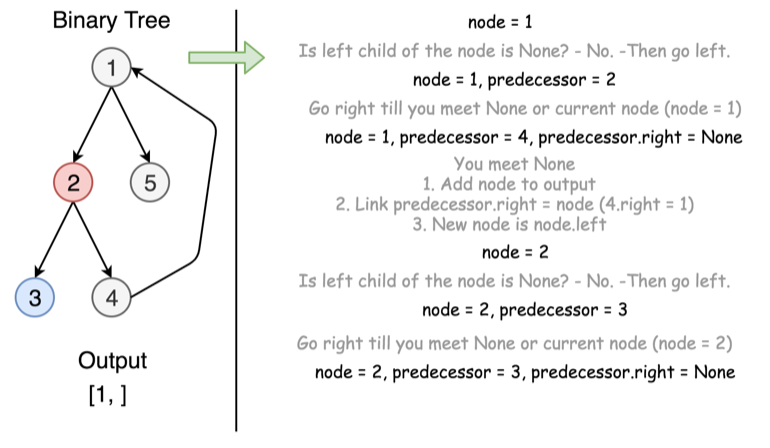 Binary Tree
1
2
5
3
4
Output
[1, ]
node = 1
Is left child of the node is None? - No. -Then go left.
node = 1, predecessor = 2
Go right till you meet None or current node (node = 1)
node = 1, predecessor = 4, predecessor.right = None
You meet None
1. Add node to output
2. Link predecessor.right = node (4.right = 1)
3. New node is node.left
node = 2
Is left child of the node is None? - No. -Then go left.
node = 2, predecessor = 3
Go right till you meet None or current node (node = 2)
node = 2, predecessor = 3, predecessor.right = None